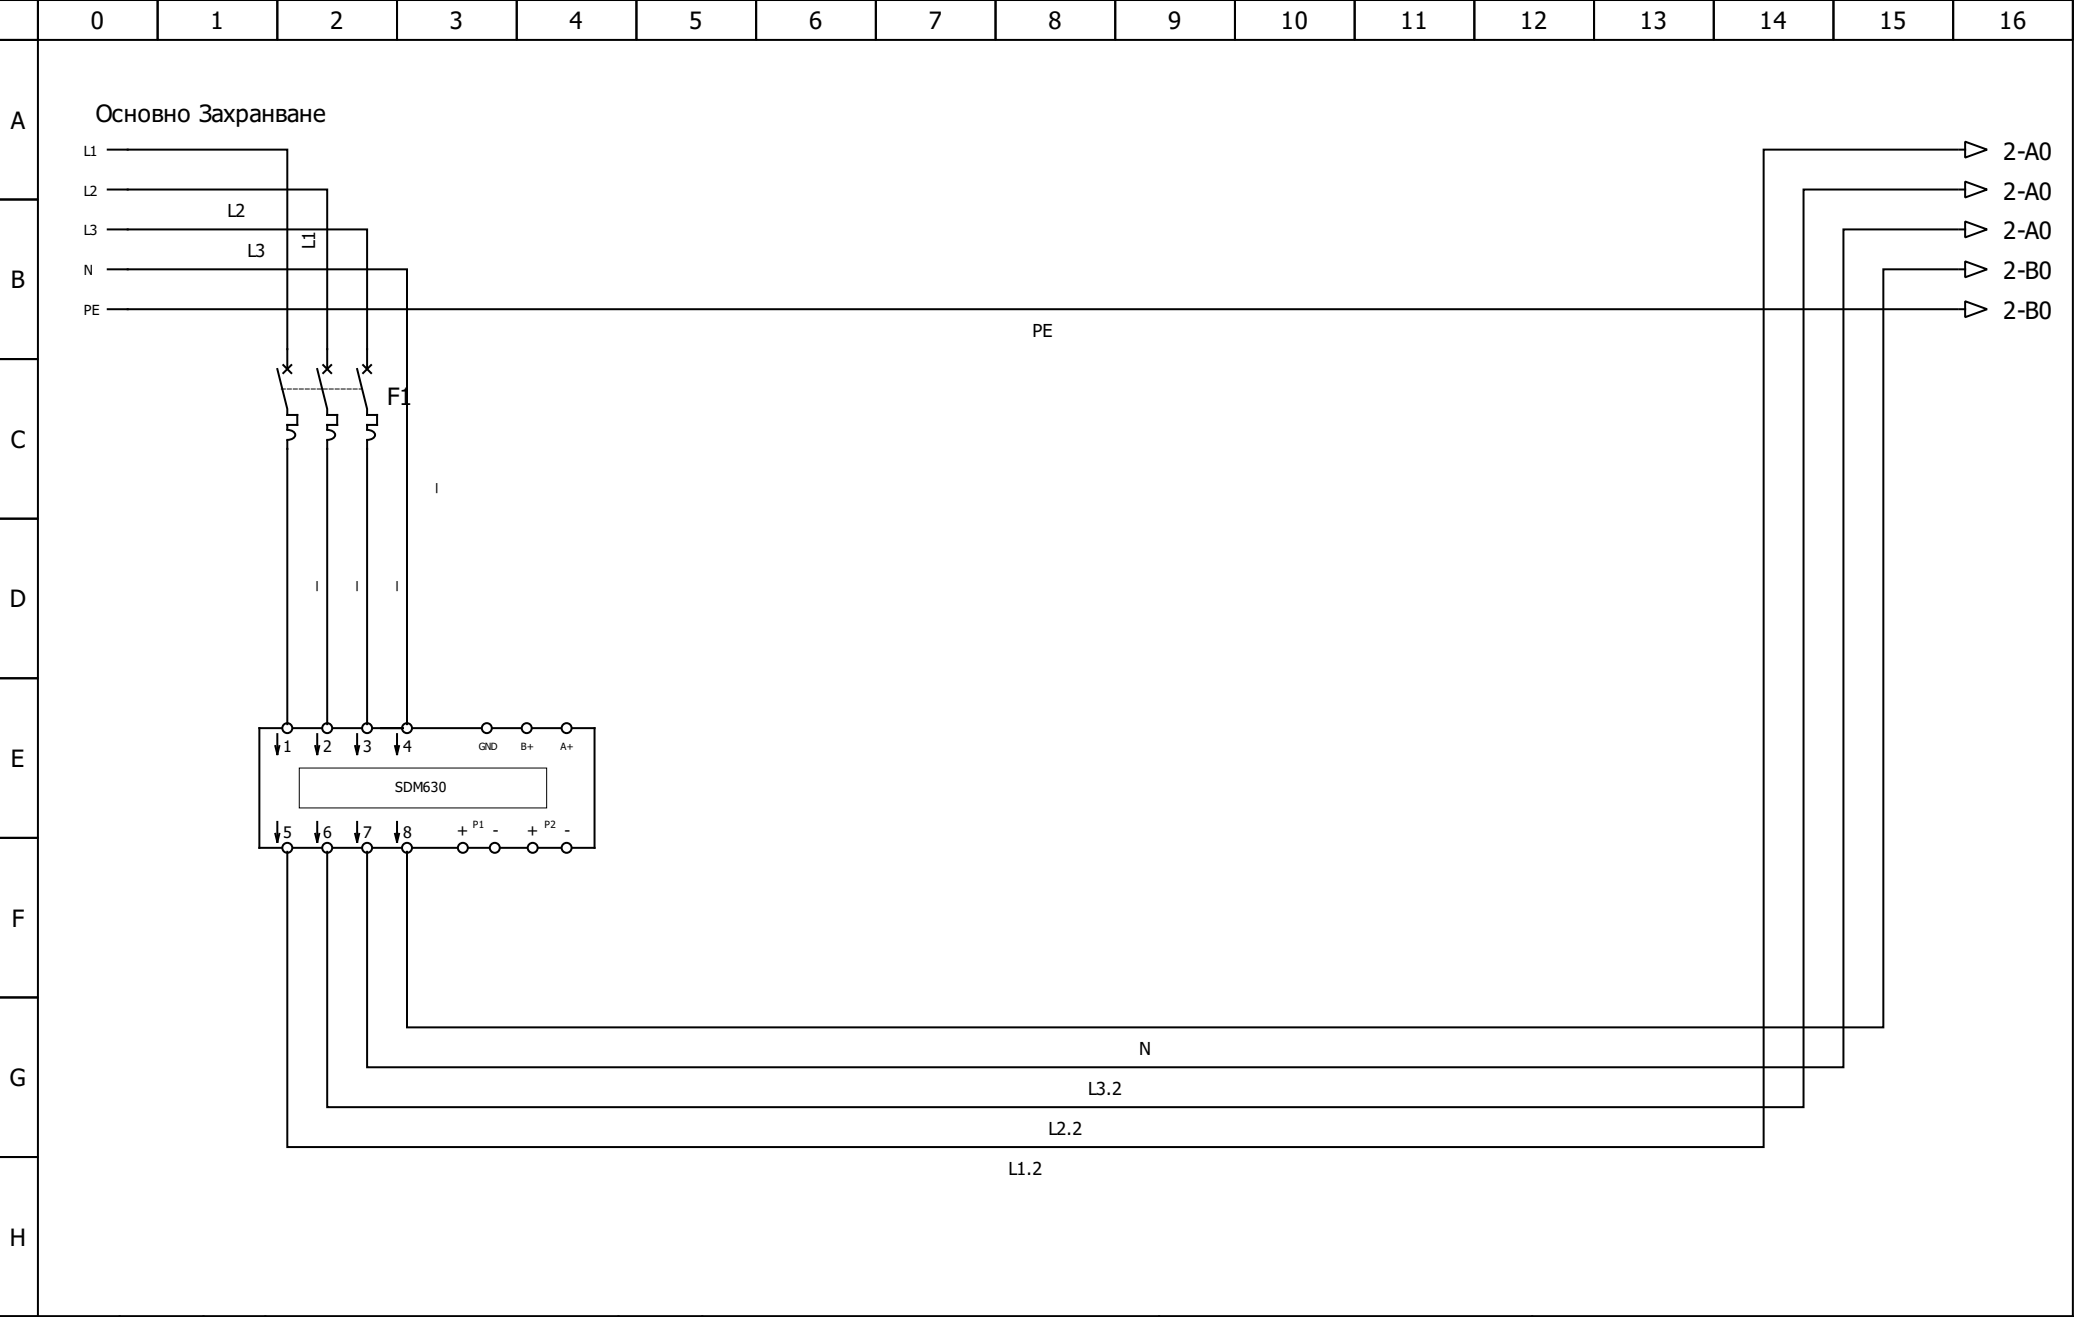 0 1 2 3 4 5 6 7 8 9 10 11 12 13 14 15 16
A
Основно Захранване
L1
2-A0
L2
2-A0
L2
L3
2-A0
L1
L3
B
N
2-B0
PE
2-B0
PE
F1
C
I
I I I
D
1 2 3 4 GND B+ A+
E
SDM630
5 6 7 8 + P1 - + P2 -
F
N
G
L3.2
L2.2
L1.2
H